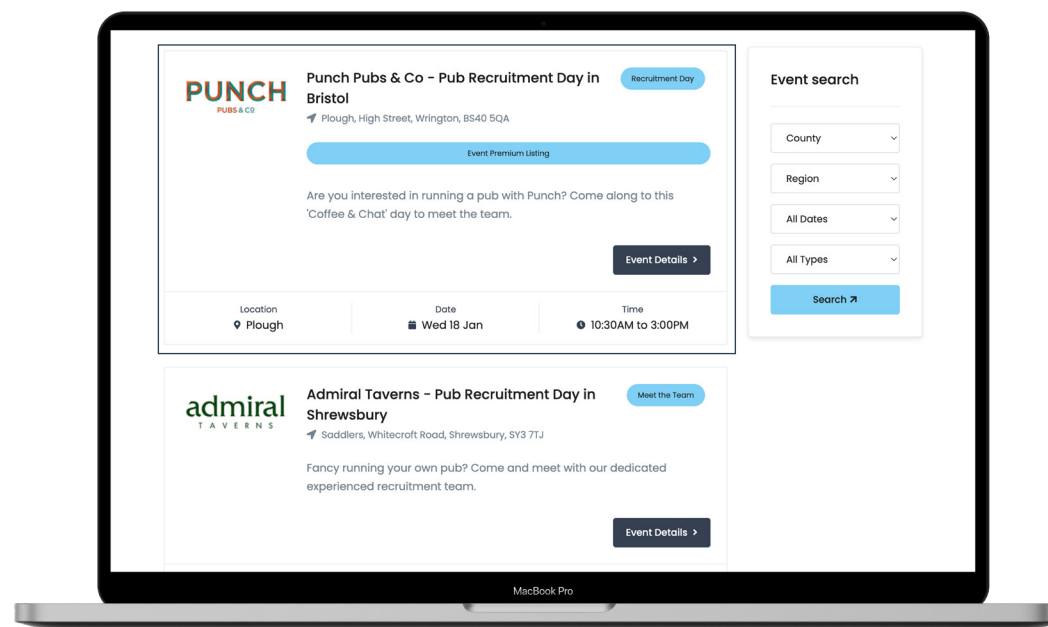 PUNCH
PUBS & CO
Punch Pubs & Co - Pub Recruitment Day in
Bristol
Recruitment Day
Plough, High Street, Wrington, BS40 5QA
Event Premium Listing
Are you interested in running a pub with Punch? Come along to this
'Coffee & Chat' day to meet the team.
Event Details >
Location
Plough
Date
Wed 18 Jan
Time
10:30AM to 3:00PM
admiral
TAVERNS
Admiral Taverns - Pub Recruitment Day in
Shrewsbury
Meet the Team
Saddlers, Whitecroft Road, Shrewsbury, SY3 7TJ
Fancy running your own pub? Come and meet with our dedicated
experienced recruitment team.
Event Details >
Event search
County
Region
All Dates
All Types
Search
MacBook Pro